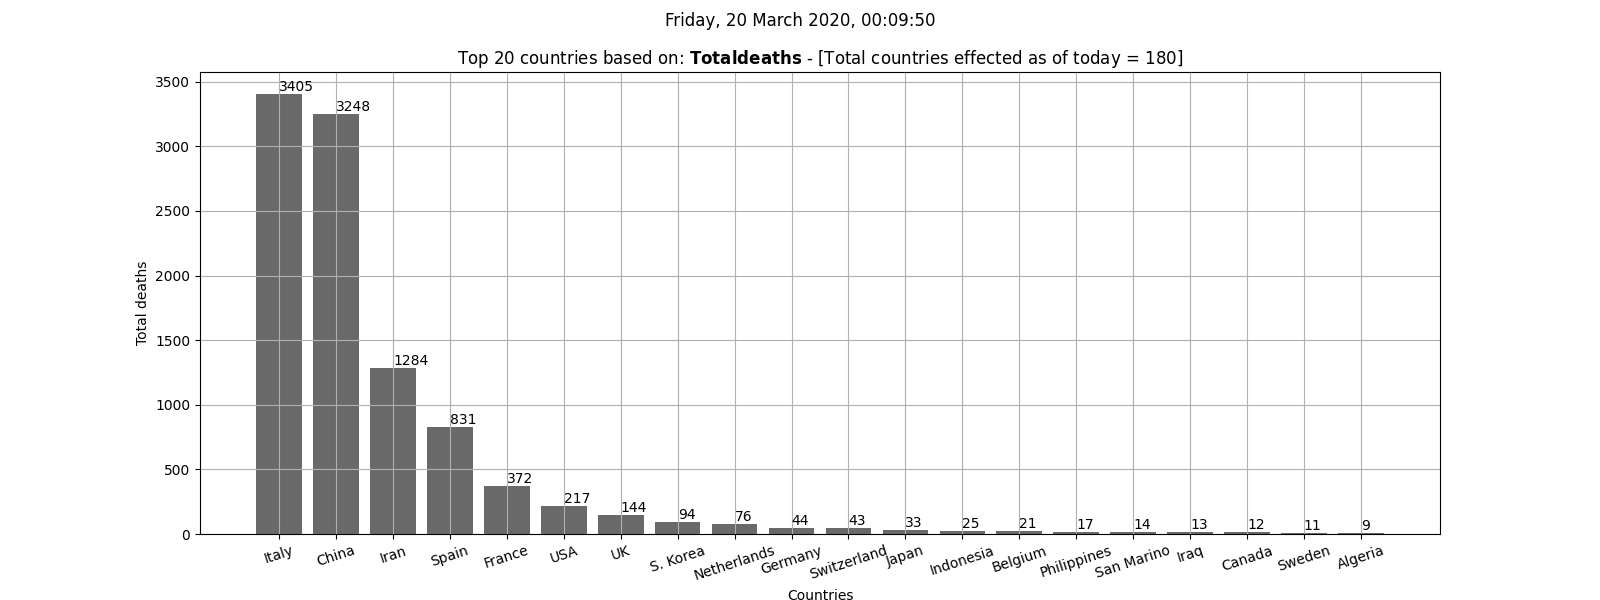 Friday, 20 March 2020, 00:09:50
Top 20 countries based on: Totaldeaths - [Total countries effected as of today = 180]
3500
3000
2500
2000
1500
1000
500
0
Total deaths
3405
3248
1284
831
372
217
144
94
76
44
43
33
25
21
17
14
13
12
11
9
Italy
China
Iran
Spain
France
USA
UK
S. Korea
Netherlands
Germany
Switzerland
Japan
Indonesia
Belgium
Philippines
San Marino
Iraq
Canada
Sweden
Algeria
Countries